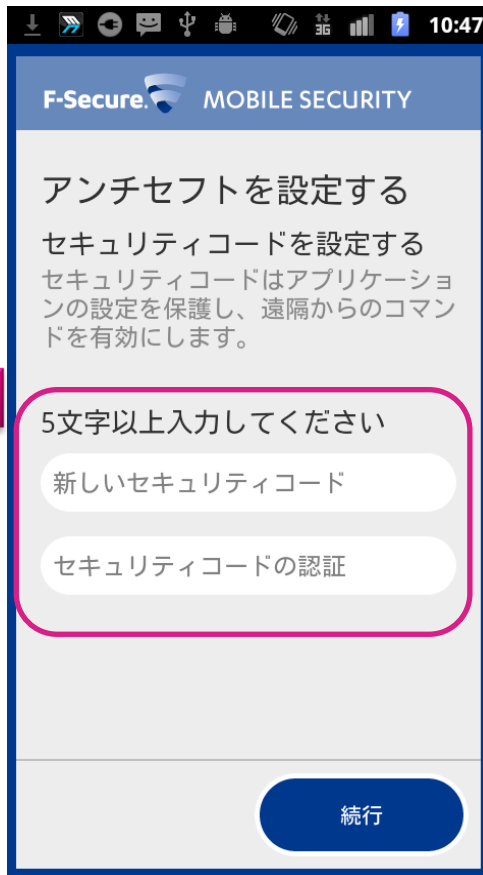 3G 10:47
F-Secure. MOBILE SECURITY
アンチセフトを設定する
セキュリティコードを設定する
セキュリティコードはアプリケーショ
ンの設定を保護し、遠隔からのコマン
ドを有効にします。
5文字以上入力してください
新しいセキュリティコード
セキュリティコードの認証
続行